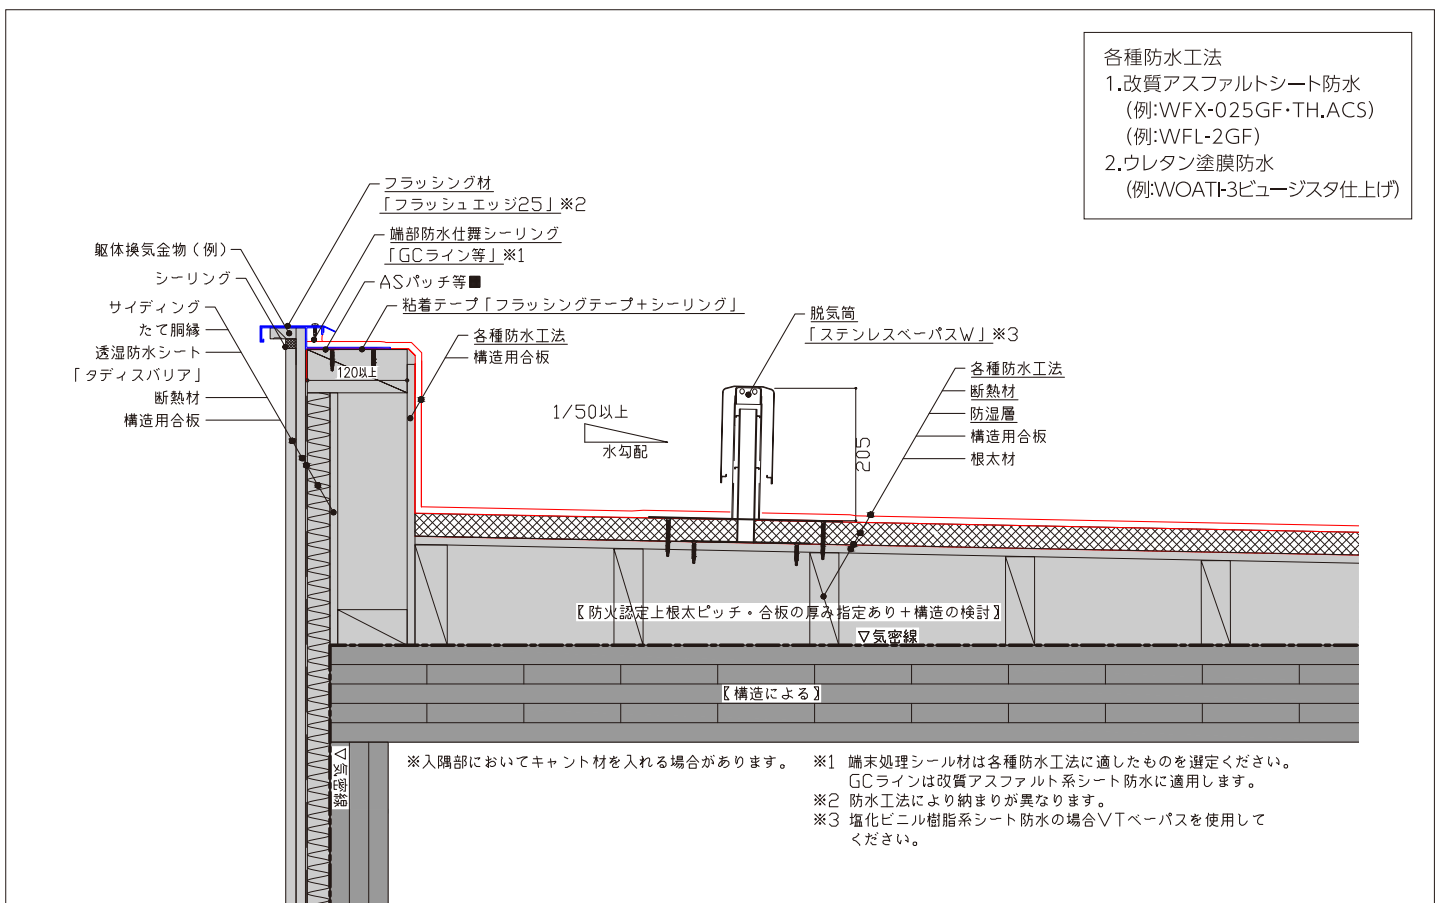 各種防水工法
1.改質アスファルトシート防水
(例:WFX-025GF･TH.ACS)
(例:WFL-2GF)
2.ウレタン塗膜防水
(例:WOATI-3ビュージスタ仕上げ)
フラッシング材
「フラッシュエッジ25」※2
端部防水仕舞シーリング
「GCライン等」※1
ASパッチ等■
粘着テープ「フラッシングテープ+シーリング」
各種防水工法
構造用合板
躯体換気金物(例)
シーリング
サイディング
たて胴縁
透湿防水シート
「タディスバリア」
断熱材
構造用合板
120以上
1/50以上
水勾配
脱気筒
「ステンレスベーパスW」※3
205
各種防水工法
断熱材
防湿層
構造用合板
根太材
〖防火認定上根太ピッチ・合板の厚み指定あり+構造の検討〗
▽気密線
〖構造による〗
▽気密線
※入隅部においてキャント材を入れる場合があります。
※1 端末処理シール材は各種防水工法に適したものを選定ください。
GCラインは改質アスファルト系シート防水に適用します。
※2 防水工法により納まりが異なります。
※3 塩化ビニル樹脂系シート防水の場合VTベーパスを使用して
ください。